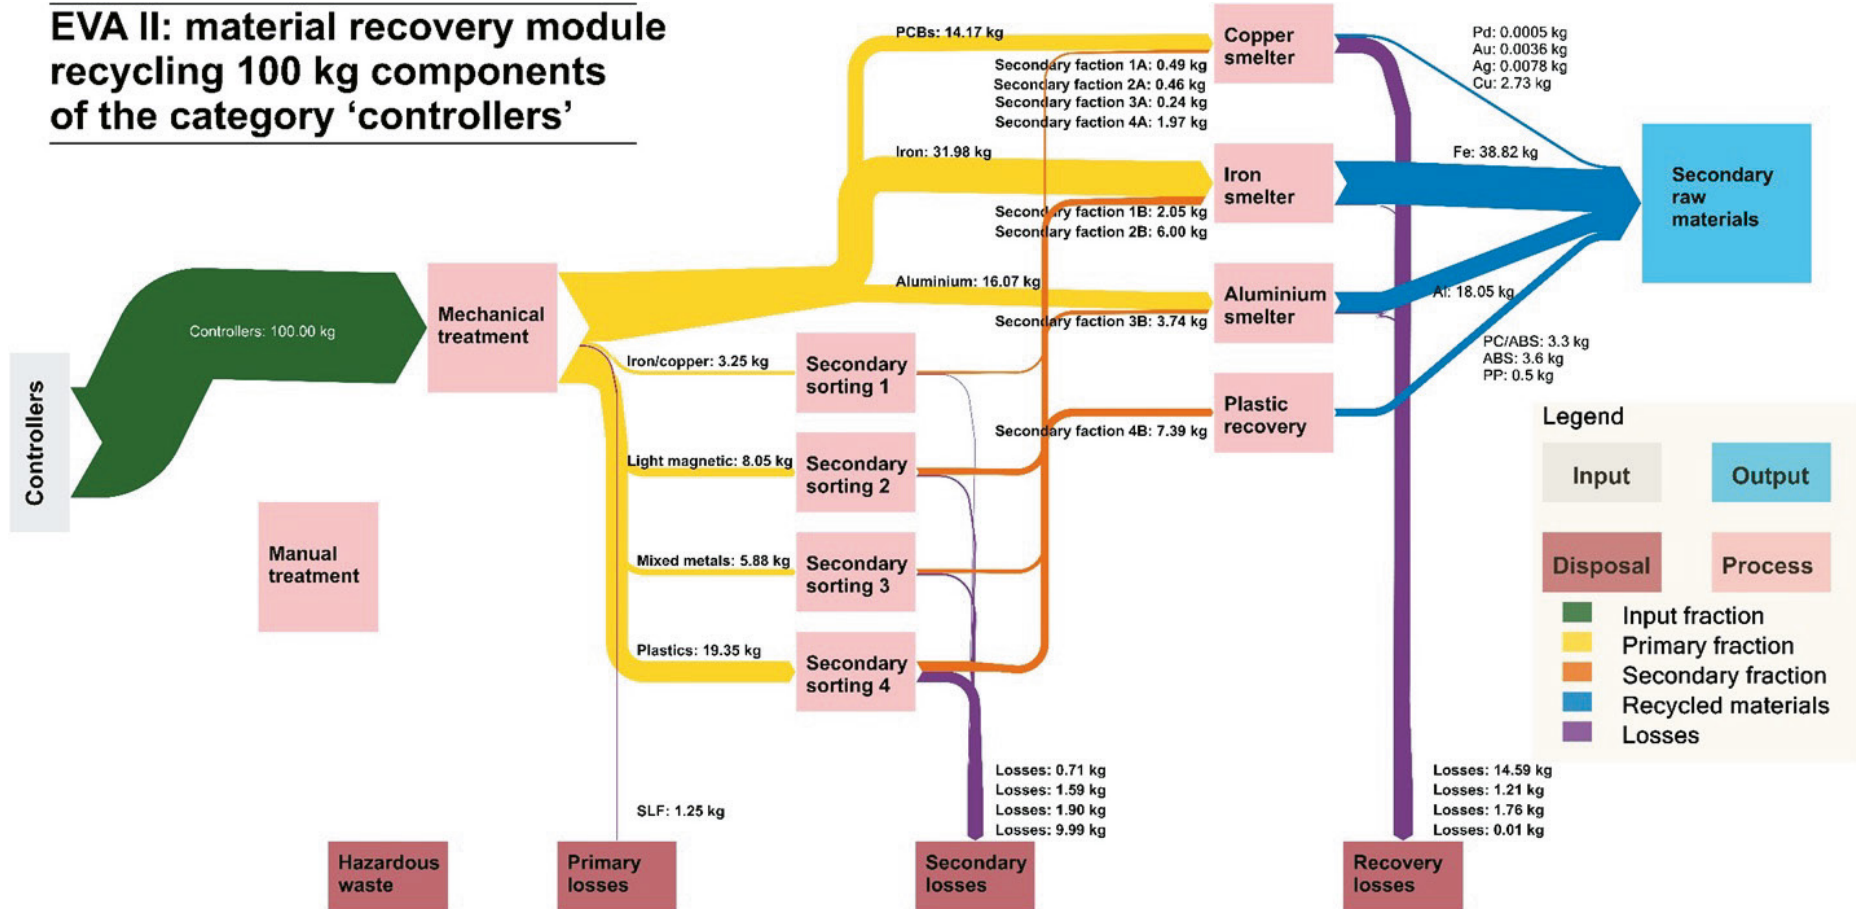 EVA II: material recovery module
recycling 100 kg components
of the category ‘controllers’
Controllers
Controllers: 100.00 kg
Mechanical
treatment
Manual
treatment
PCBs: 14.17 kg
Iron: 31.98 kg
Aluminium: 16.07 kg
Iron/copper: 3.25 kg
Light magnetic: 8.05 kg
Mixed metals: 5.88 kg
Plastics: 19.35 kg
SLF: 1.25 kg
Secondary
sorting 1
Secondary
sorting 2
Secondary
sorting 3
Secondary
sorting 4
Secondary faction 1A: 0.49 kg
Secondary faction 2A: 0.46 kg
Secondary faction 3A: 0.24 kg
Secondary faction 4A: 1.97 kg
Secondary faction 1B: 2.05 kg
Secondary faction 2B: 6.00 kg
Secondary faction 3B: 3.74 kg
Secondary faction 4B: 7.39 kg
Copper
smelter
Iron
smelter
Aluminium
smelter
Plastic
recovery
Pd: 0.0005 kg
Au: 0.0036 kg
Ag: 0.0078 kg
Cu: 2.73 kg
Fe: 38.82 kg
Al: 18.05 kg
PC/ABS: 3.3 kg
ABS: 3.6 kg
PP: 0.5 kg
Secondary
raw
materials
Losses: 0.71 kg
Losses: 1.59 kg
Losses: 1.90 kg
Losses: 9.99 kg
Losses: 14.59 kg
Losses: 1.21 kg
Losses: 1.76 kg
Losses: 0.01 kg
Hazardous
waste
Primary
losses
Secondary
losses
Recovery
losses
Legend
Input
Output
Disposal
Process
Input fraction
Primary fraction
Secondary fraction
Recycled materials
Losses